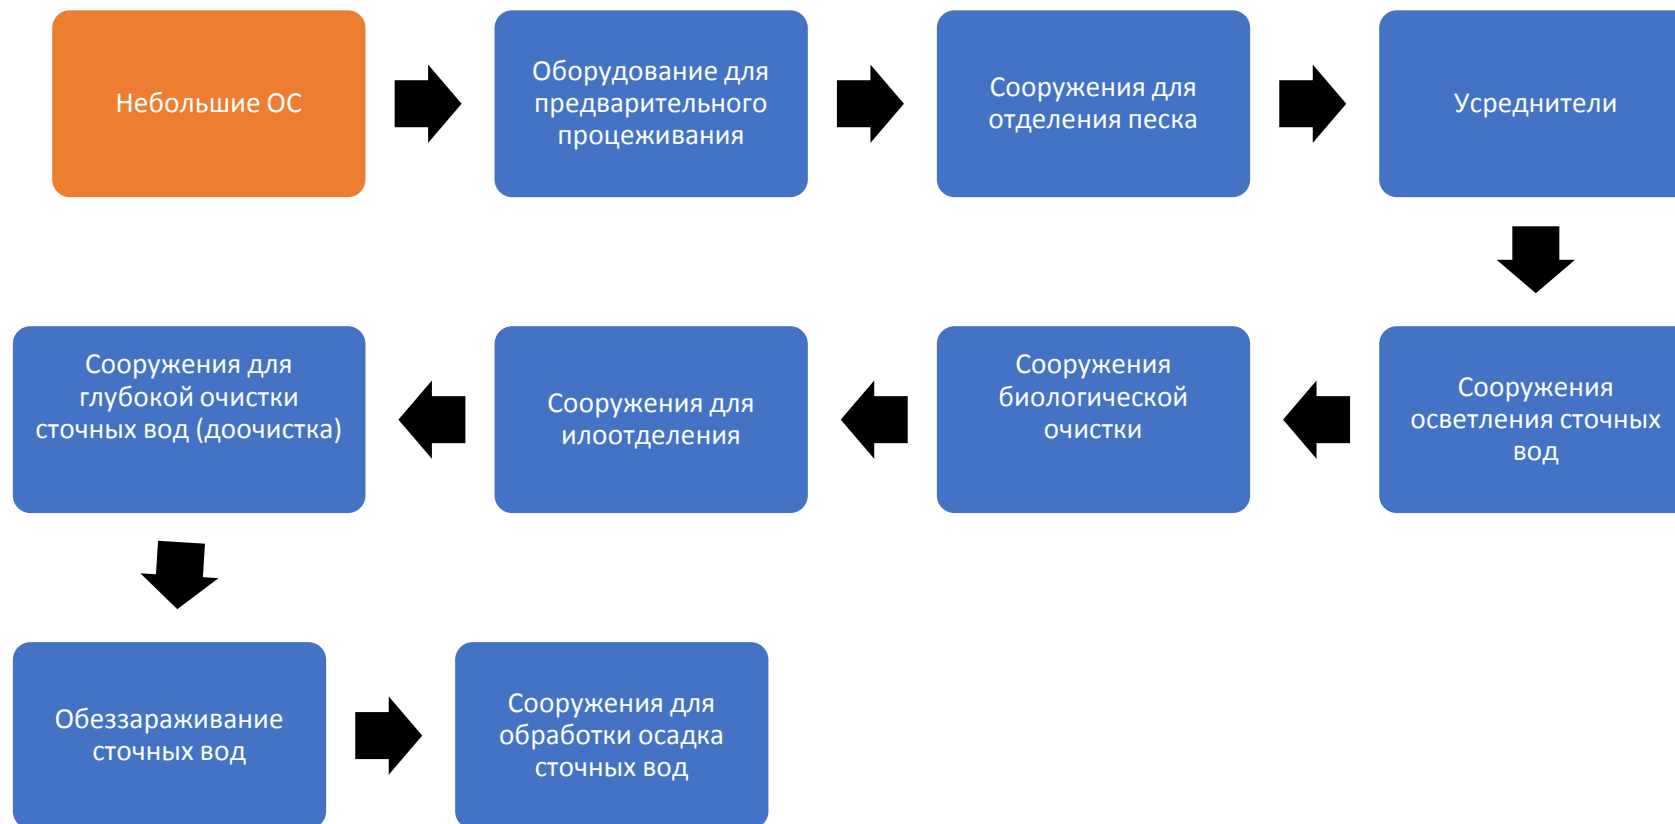 Небольшие ОС
Оборудование для
предварительного
процеживания
Сооружения для
отделения песка
Усреднители
Сооружения
осветления сточных
вод
Сооружения
биологической
очистки
Сооружения для
илоотделения
Сооружения для
глубокой очистки
сточных вод (доочистка)
Обеззараживание
сточных вод
Сооружения для
обработки осадка
сточных вод